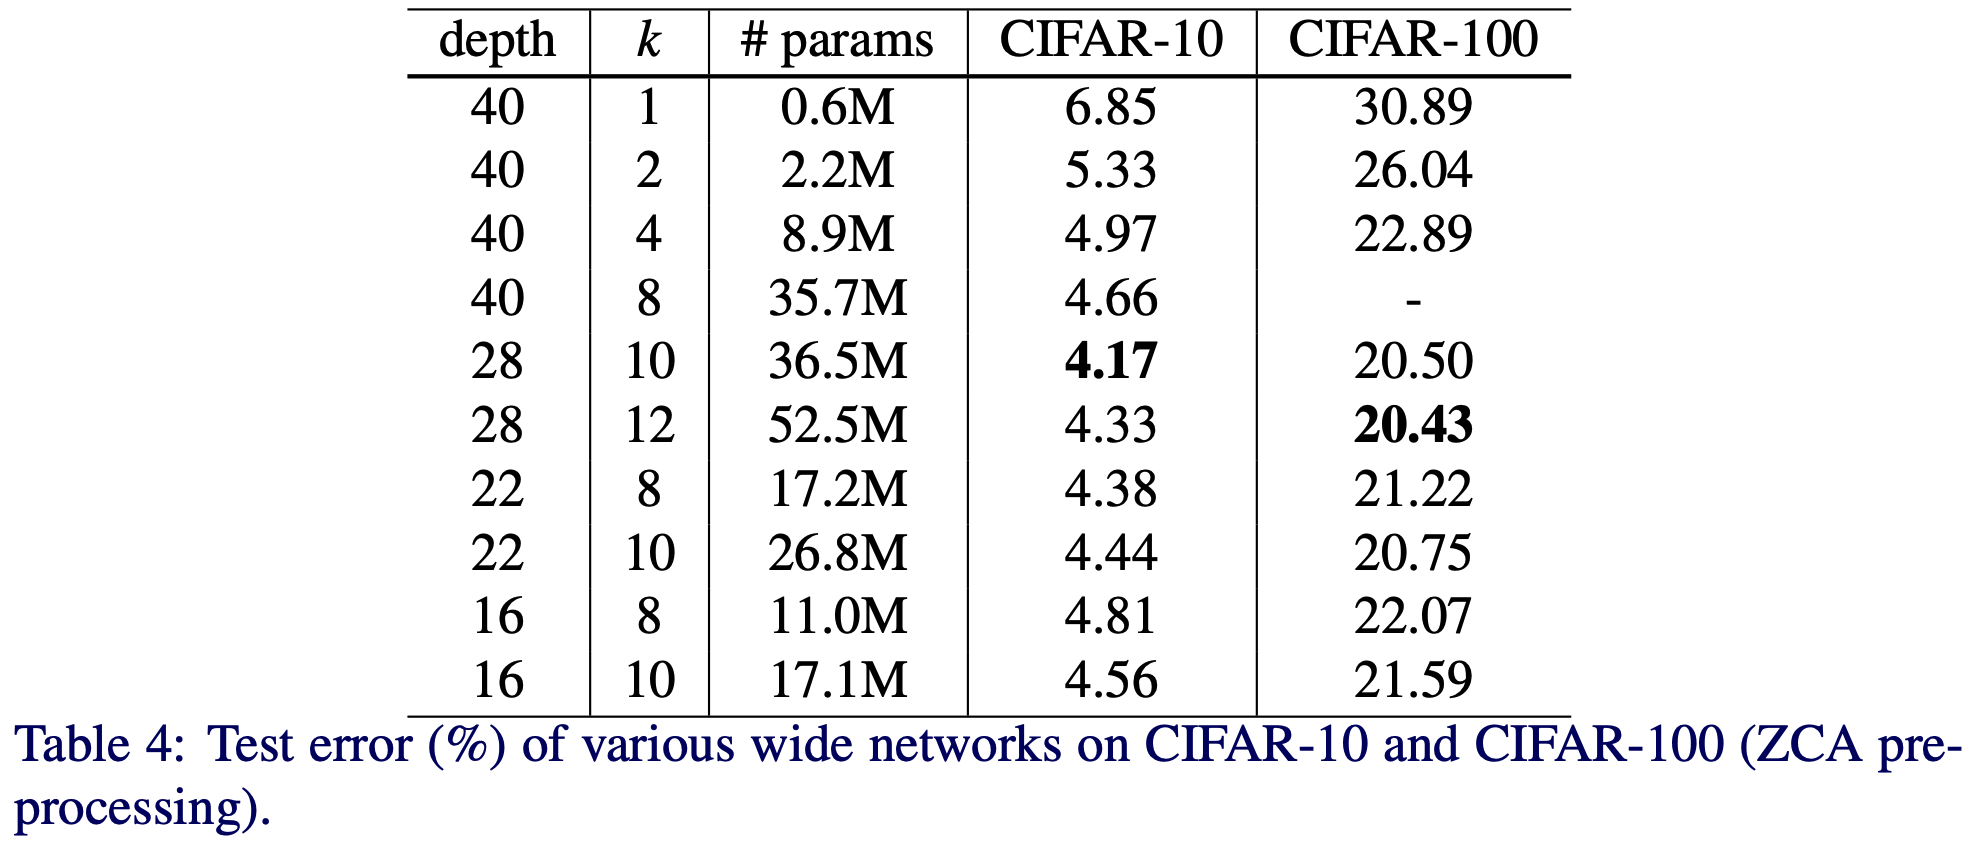 depth k # params CIFAR-10 CIFAR-100
40 1 0.6M 6.85 30.89
40 2 2.2M 5.33 26.04
40 4 8.9M 4.97 22.89
40 8 35.7M 4.66 -
28 10 36.5M 4.17 20.50
28 12 52.5M 4.33 20.43
22 8 17.2M 4.38 21.22
22 10 26.8M 4.44 20.75
16 8 11.0M 4.81 22.07
16 10 17.1M 4.56 21.59
Table 4: Test error (%) of various wide networks on CIFAR-10 and CIFAR-100 (ZCA pre-
processing).